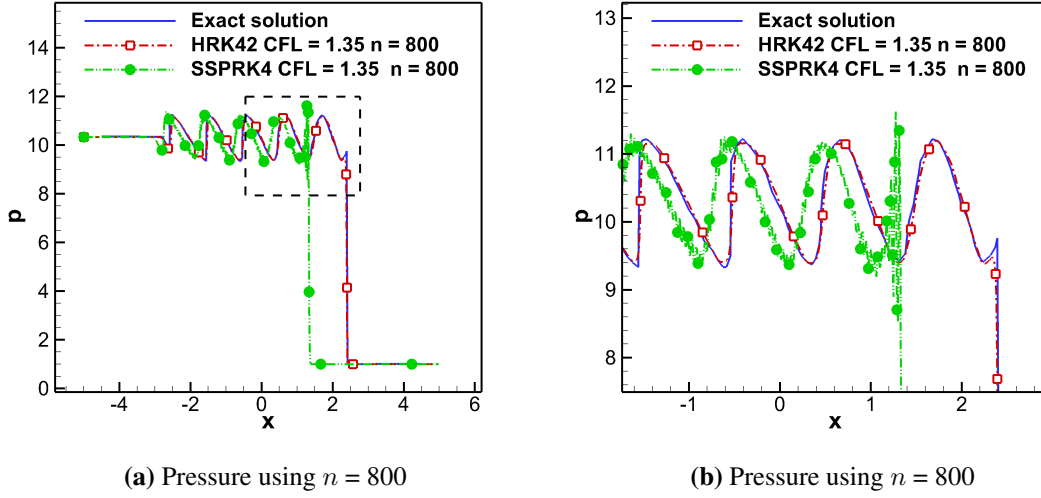 Exact solution
HRK42 CFL = 1.35 n = 800
SSPRK4 CFL = 1.35 n = 800
14
12
10
8
6
4
2
0
p
-4
-2
0
2
4
6
x
(a) Pressure using n = 800
Exact solution
HRK42 CFL = 1.35 n = 800
SSPRK4 CFL = 1.35 n = 800
13
12
11
10
9
8
p
-1
0
1
2
x
(b) Pressure using n = 800